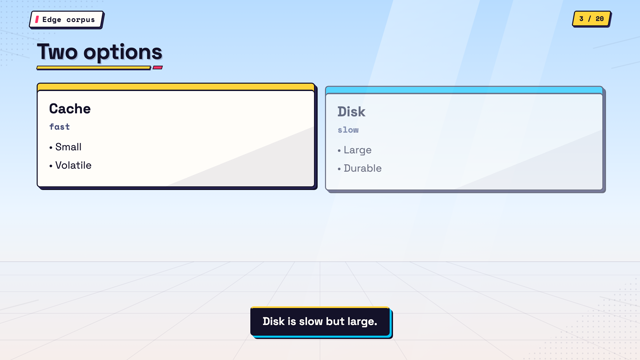 Edge corpus
3 / 20
Two options
Cache
fast
• Small
• Volatile
Disk
slow
• Large
• Durable
Disk is slow but large.